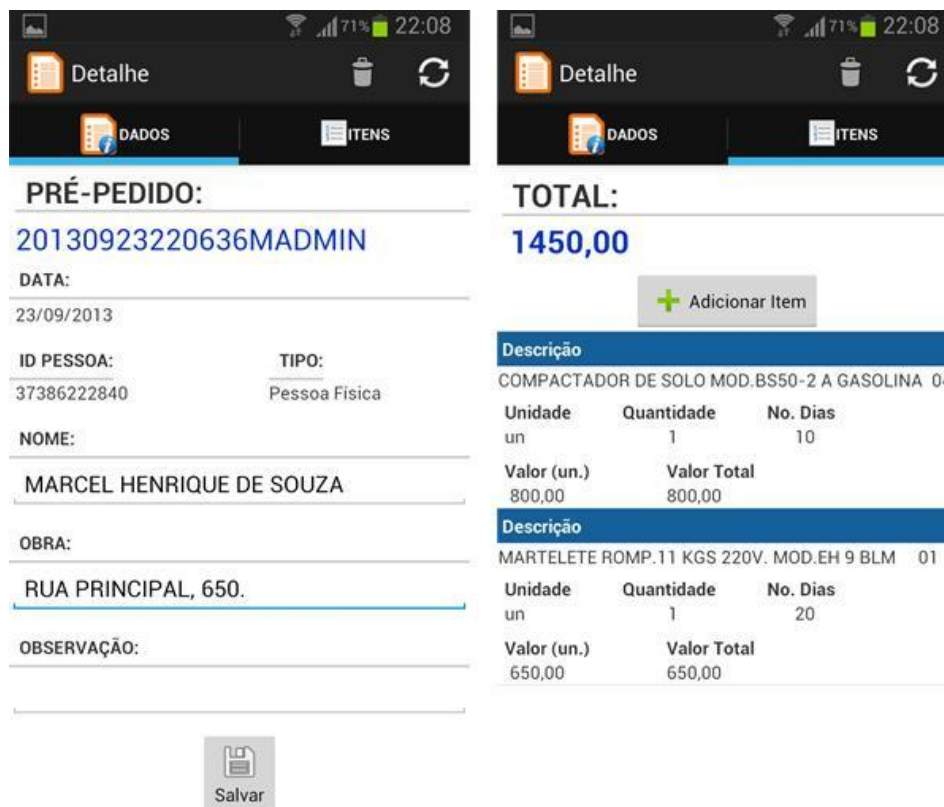 71% 22:08
Detalhe
DADOS ITENS
PRÉ-PEDIDO:
20130923220636MADMIN
DATA:
23/09/2013
ID PESSOA: TIPO:
37386222840 Pessoa Física
NOME:
MARCEL HENRIQUE DE SOUZA
OBRA:
RUA PRINCIPAL, 650.
OBSERVAÇÃO:
Salvar
71% 22:08
Detalhe
DADOS ITENS
TOTAL:
1450,00
Adicionar Item
Descrição
COMPACTADOR DE SOLO MOD.BS50-2 A GASOLINA
Unidade Quantidade No. Dias
un 1 10
Valor (un.) Valor Total
800,00 800,00
Descrição
MARTELETE ROMP.11 KGS 220V. MOD.EH 9 BLM 01
Unidade Quantidade No. Dias
un 1 20
Valor (un.) Valor Total
650,00 650,00